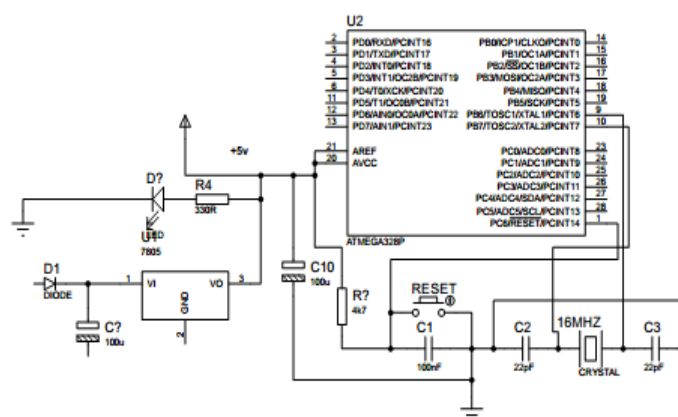 U2
2 PD0/RXD/PCINT16 PB0/ICP1/CLKO/PCINT0 14
3 PD1/TXD/PCINT17 PB1/OC1A/PCINT1 15
4 PD2/INT0/PCINT18 PB2/SS/OC1B/PCINT2 16
5 PD3/INT1/OC2B/PCINT19 PB3/MOSI/OC2A/PCINT3 17
6 PD4/T0/XCK/PCINT20 PB4/MISO/PCINT4 18
11 PD5/T1/OC0B/PCINT21 PB5/SCK/PCINT5 19
12 PD6/AIN0/OC0A/PCINT22 PB6/TOSC1/XTAL1/PCINT6 9
13 PD7/AIN1/PCINT23 PB7/TOSC2/XTAL2/PCINT7 10
21 AREF PC0/ADC0/PCINT8 23
20 AVCC PC1/ADC1/PCINT9 24
PC2/ADC2/PCINT10 25
PC3/ADC3/PCINT11 26
PC4/ADC4/SDA/PCINT12 27
PC5/ADC5/SCL/PCINT13 28
PC6/RESET/PCINT14 1
ATMEGA328P
+5v
D? R4
330R
LED
U1
7805
D1
DIODE
1 VI VO 3
GND
2
C?
100u
C10
100u
R?
4k7
RESET
C1
100nF
C2
22pF
16MHZ
CRYSTAL
C3
22pF